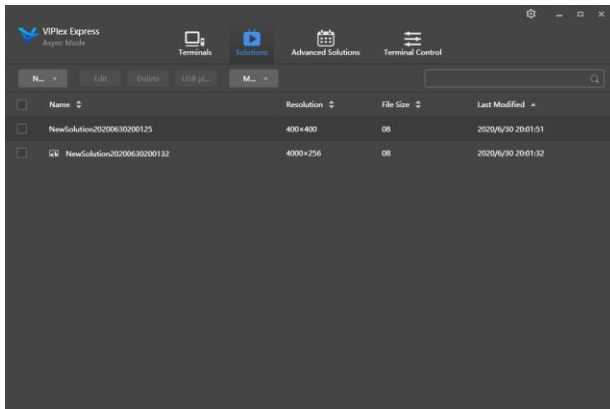 ViPlex Express
Async Mode
Terminals
Solutions
Advanced Solutions
Terminal Control
N...
Edit
Delete
USB pl...
M...
Name
Resolution
File Size
Last Modified
NewSolution20200630200125 400×400 0B 2020/6/30 20:01:51
NewSolution20200630200132 4000×256 0B 2020/6/30 20:01:32